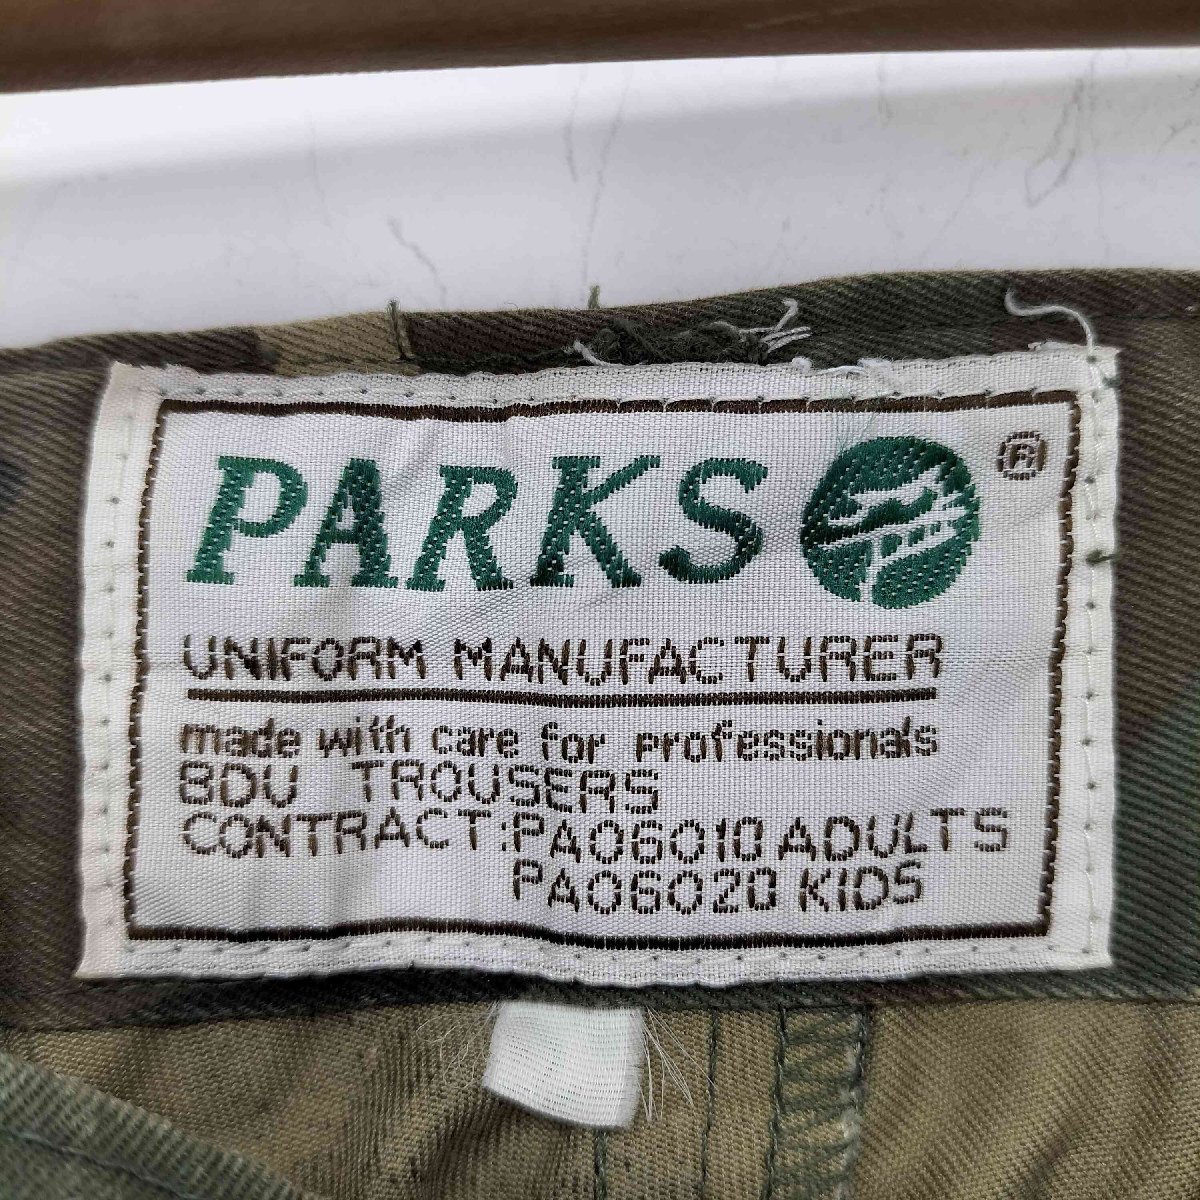 PARKS ®
UNIFORM MANUFACTURER
made with care for professionals
BDU TROUSERS
CONTRACT:PA06010 ADULTS
PA06020 KIDS